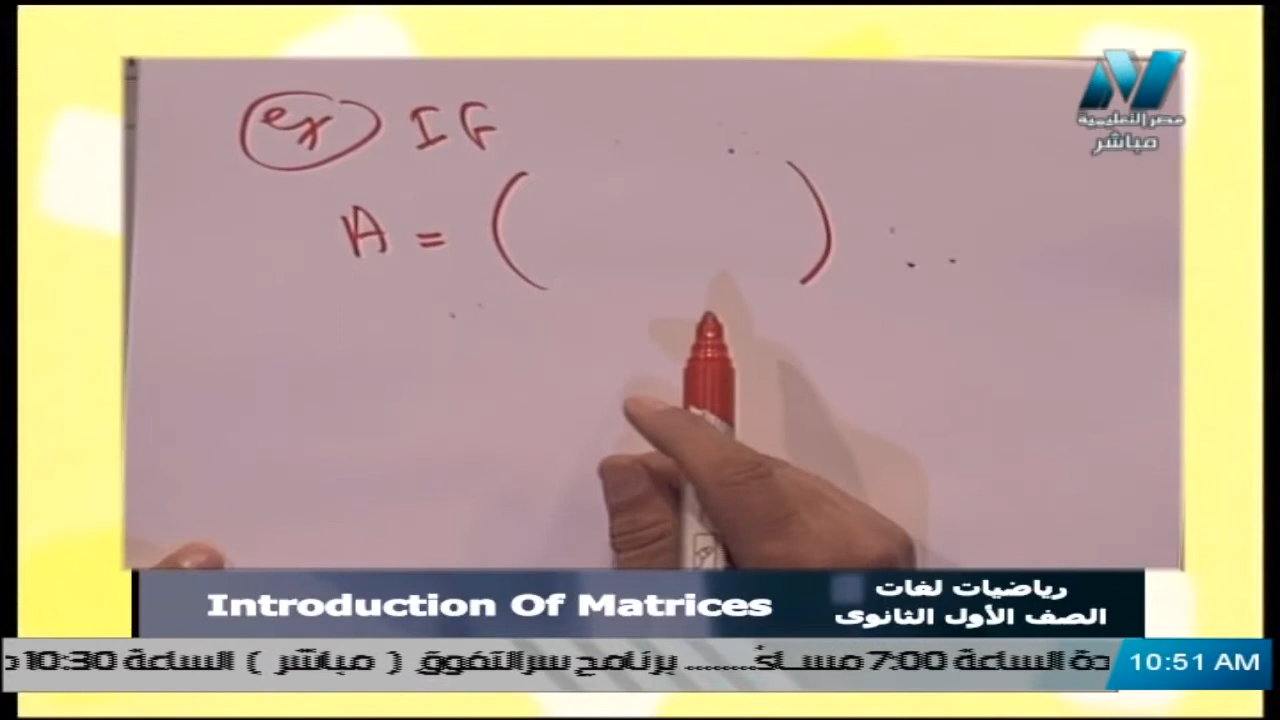 ex IF
A = ( )
مصر التعليمية
مباشر
Introduction Of Matrices
رياضيات لغات
الصف الأول الثانوى
دة الساعة 7:00 مساءً........ برنامج سر التفوق ( مباشر ) الساعة 10:30
10:51 AM